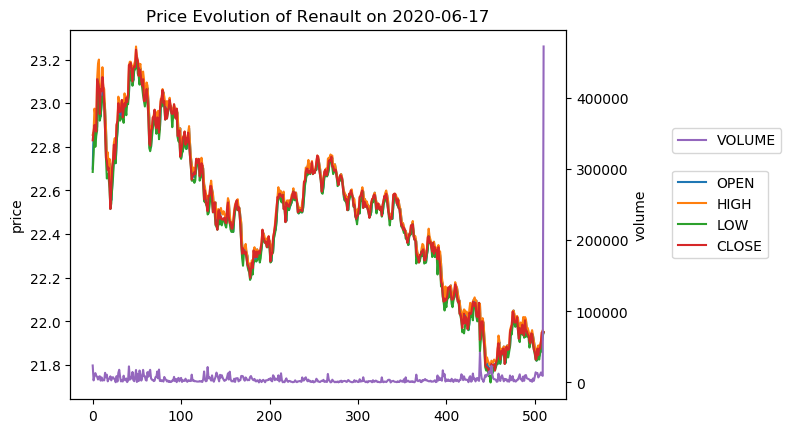 Price Evolution of Renault on 2020-06-17
23.2
23.0
22.8
22.6
22.4
22.2
22.0
21.8
price
0
100
200
300
400
500
400000
300000
200000
100000
0
volume
VOLUME
OPEN
HIGH
LOW
CLOSE